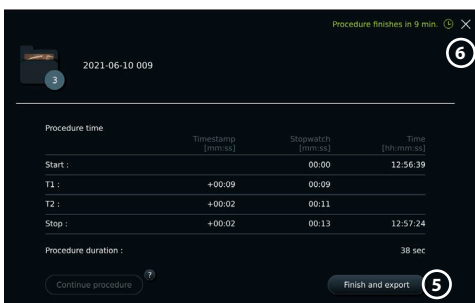 Procedure finishes in 9 min.
6
3
2021-06-10 009
Procedure time
Timestamp [mm:ss] Stopwatch [mm:ss] Time [hh:mm:ss]
Start : 00:00 12:56:39
T1 : +00:09 00:09
T2 : +00:02 00:11
Stop : +00:02 00:13 12:57:24
Procedure duration : 38 sec
Continue procedure ?
Finish and export 5